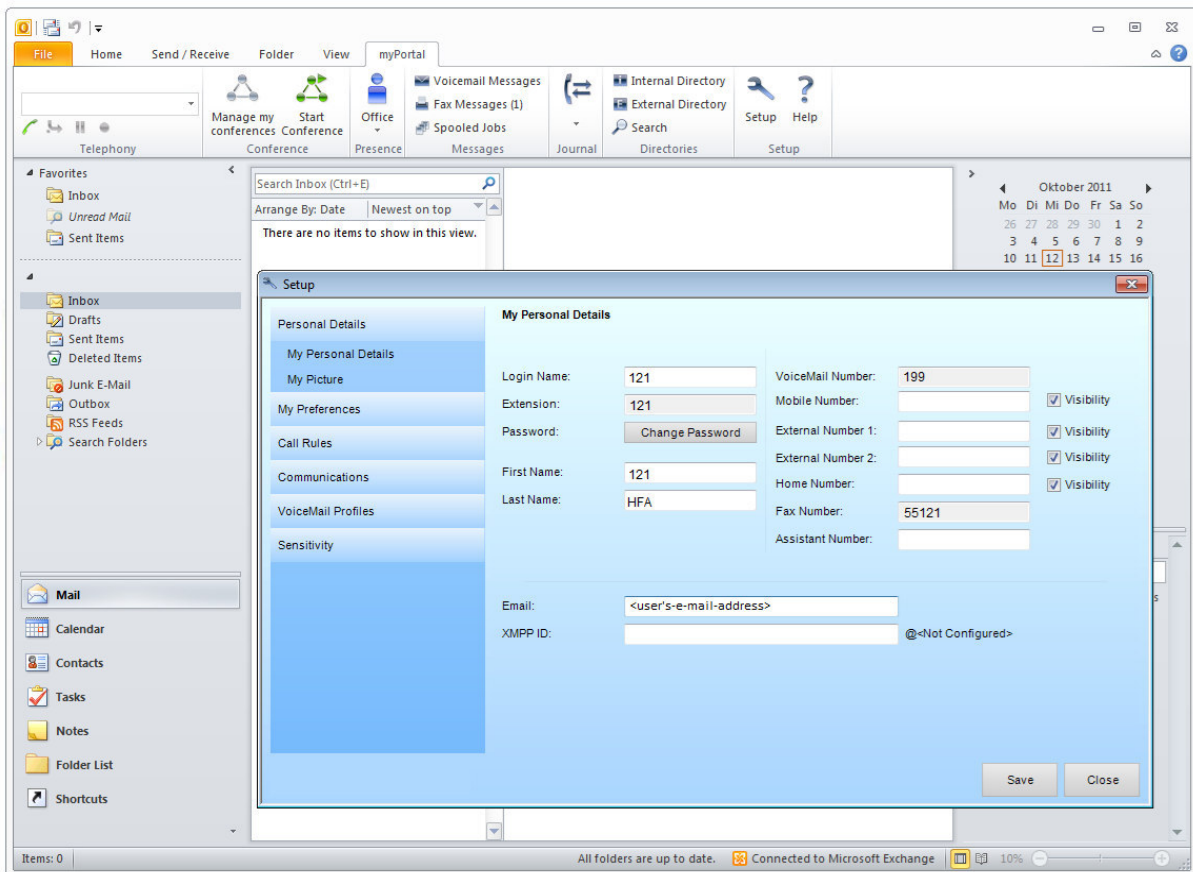 File Home Send / Receive Folder View myPortal
Manage my conferences
Start Conference
Office
Voicemail Messages
Fax Messages (1)
Spooled Jobs
Internal Directory
External Directory
Search
Setup Help
Telephony Conference Presence Messages Journal Directories Setup
Favorites
Inbox
Unread Mail
Sent Items
Inbox
Drafts
Sent Items
Deleted Items
Junk E-Mail
Outbox
RSS Feeds
Search Folders
Mail
Calendar
Contacts
Tasks
Notes
Folder List
Shortcuts
Search Inbox (Ctrl+E)
Arrange By: Date Newest on top
There are no items to show in this view.
Oktober 2011
Mo Di Mi Do Fr Sa So
26 27 28 29 30 1 2
3 4 5 6 7 8 9
10 11 12 13 14 15 16
Setup
Personal Details
My Personal Details
My Picture
My Preferences
Call Rules
Communications
VoiceMail Profiles
Sensitivity
My Personal Details
Login Name: 121
Extension: 121
Password: Change Password
First Name: 121
Last Name: HFA
VoiceMail Number: 199
Mobile Number: Visibility
External Number 1: Visibility
External Number 2: Visibility
Home Number: Visibility
Fax Number: 55121
Assistant Number:
Email: <user's-e-mail-address>
XMPP ID: @<Not Configured>
Save Close
Items: 0 All folders are up to date. Connected to Microsoft Exchange 10%